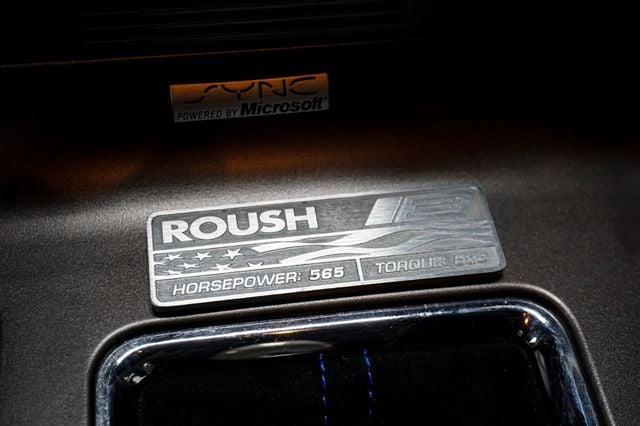 SYNC
POWERED BY Microsoft®
ROUSH
HORSEPOWER: 565
TORQUE: